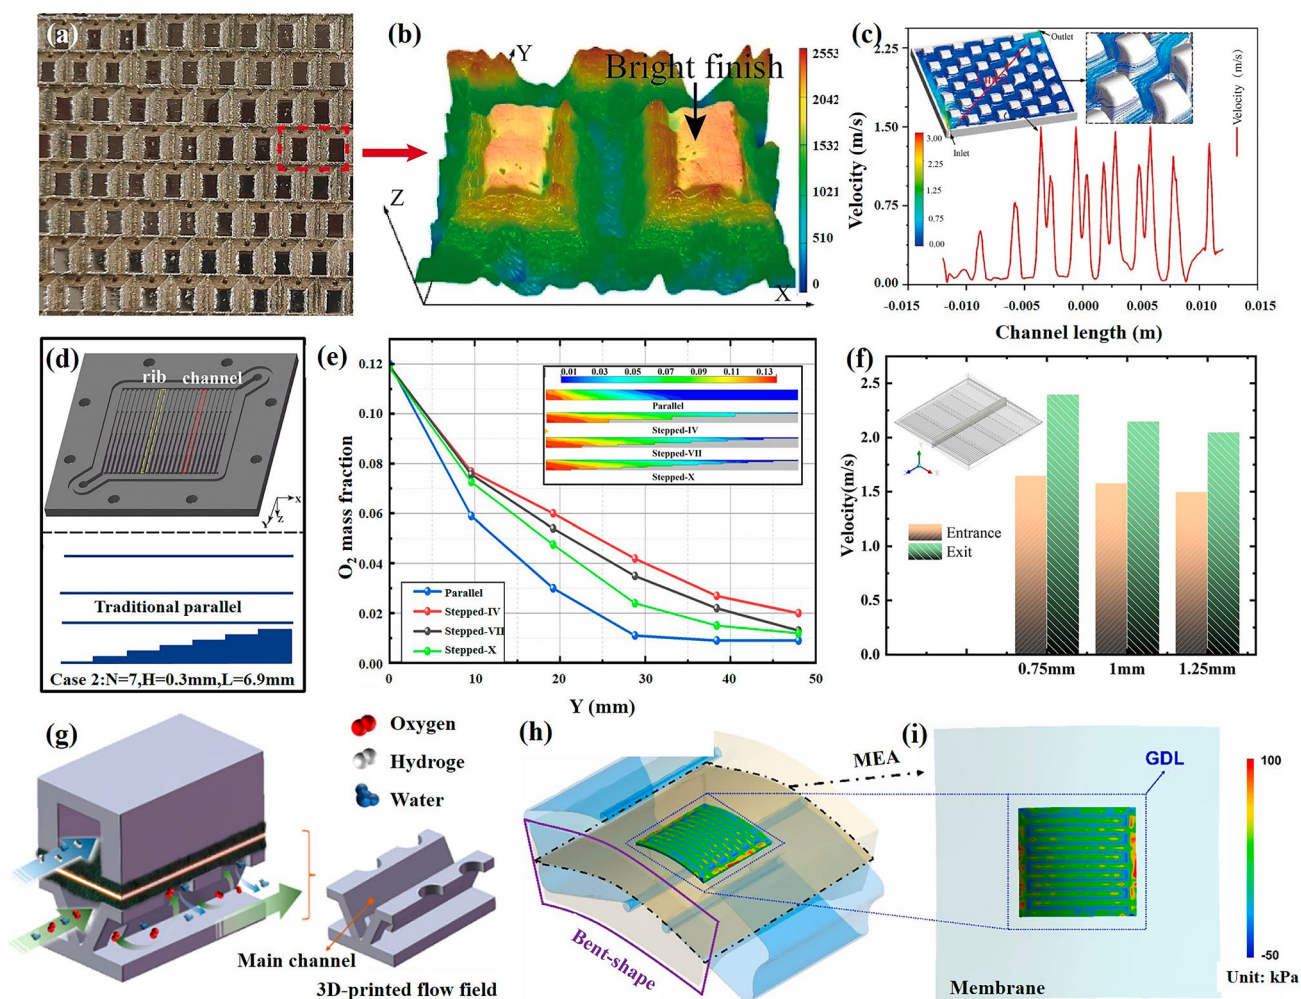 (a)
(b)
Y
Bright finish
Z
X
2553
2042
1532
1021
510
0
(c)
2.25
1.50
0.75
0.00
Velocity (m/s)
Outlet
Inlet
3.00
2.25
1.50
0.75
0.00
Velocity (m/s)
-0.015
-0.010
-0.005
0.000
0.005
0.010
0.015
Channel length (m)
(d)
rib
channel
X
Y
Z
Traditional parallel
Case 2:N=7,H=0.3mm,L=6.9mm
(e)
0.12
0.10
0.08
0.06
0.04
0.02
0.00
O2 mass fraction
0.01
0.03
0.05
0.07
0.09
0.11
0.13
Parallel
Stepped-IV
Stepped-VII
Stepped-X
Parallel
Stepped-IV
Stepped-VII
Stepped-X
0
10
20
30
40
50
Y (mm)
(f)
2.5
2.0
1.5
1.0
0.5
0.0
Velocity(m/s)
Entrance
Exit
0.75mm
1mm
1.25mm
(g)
Oxygen
Hydroge
Water
Main channel
3D-printed flow field
(h)
MEA
Bent-shape
(i)
GDL
100
-50
Unit: kPa
Membrane